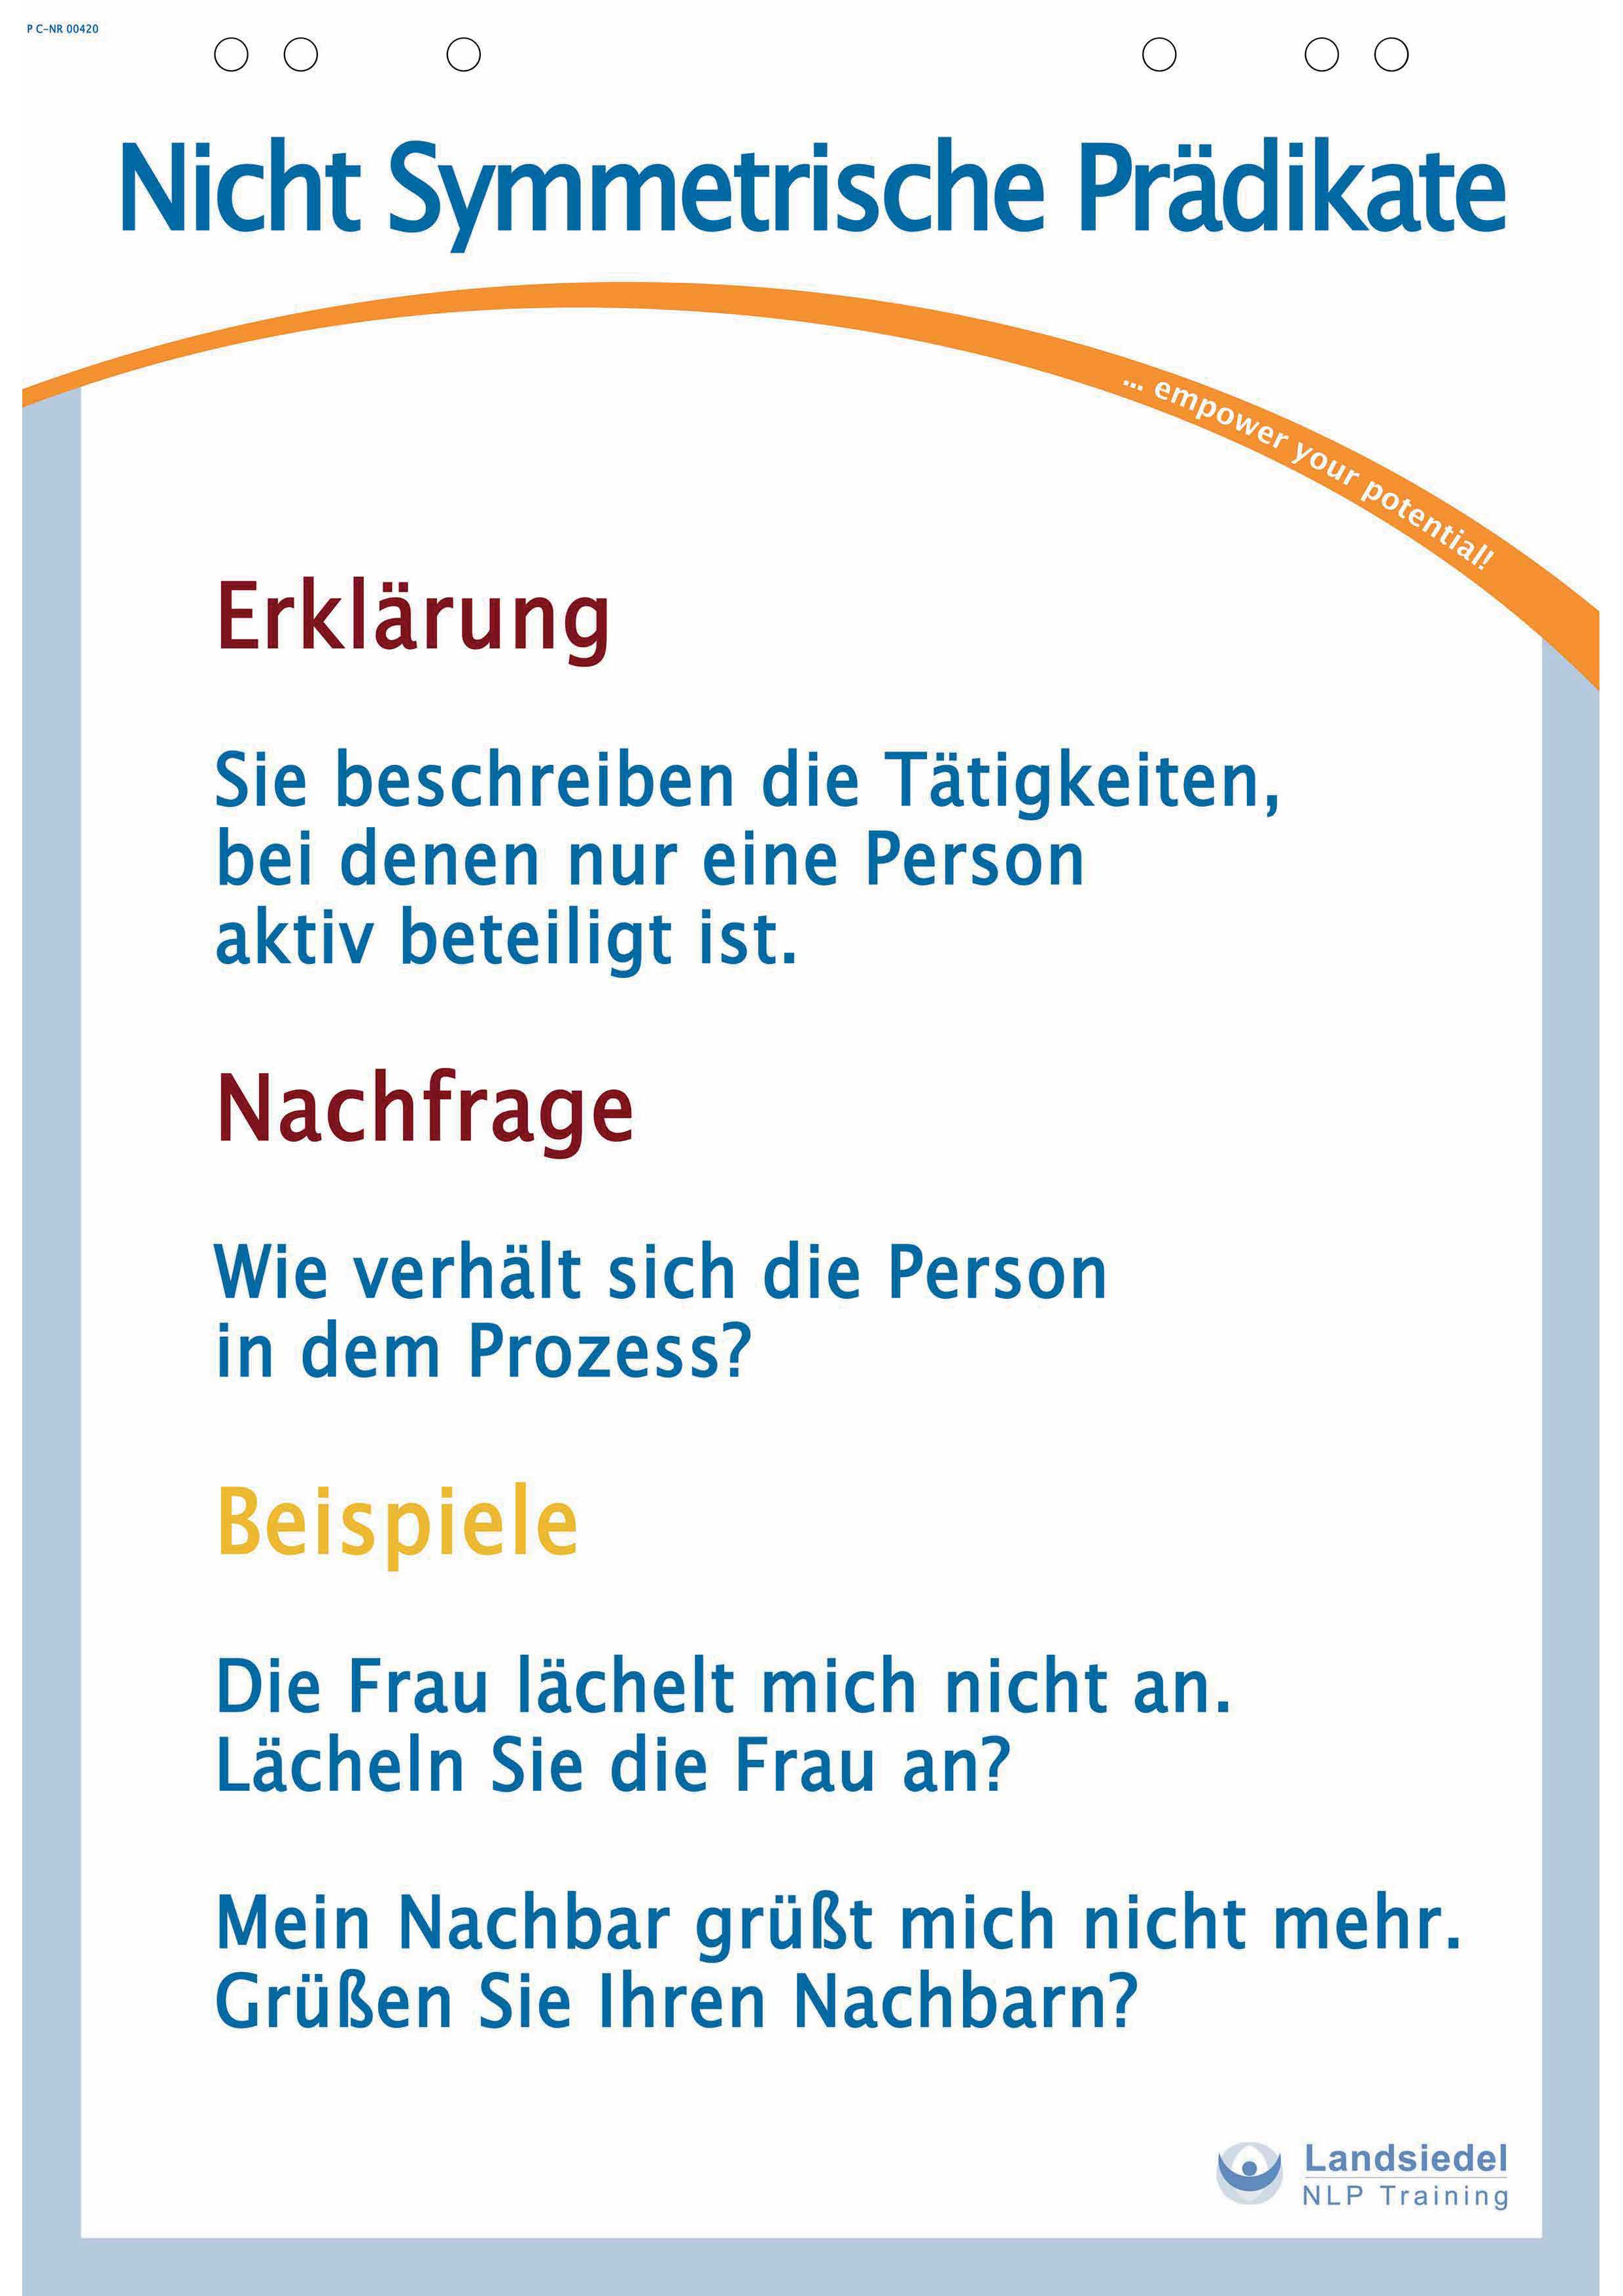 P C-NR 00420
Nicht Symmetrische Prädikate
... empower your potential!
Erklärung
Sie beschreiben die Tätigkeiten,
bei denen nur eine Person
aktiv beteiligt ist.
Nachfrage
Wie verhält sich die Person
in dem Prozess?
Beispiele
Die Frau lächelt mich nicht an.
Lächeln Sie die Frau an?
Mein Nachbar grüßt mich nicht mehr.
Grüßen Sie Ihren Nachbarn?
Landsiedel
NLP Training